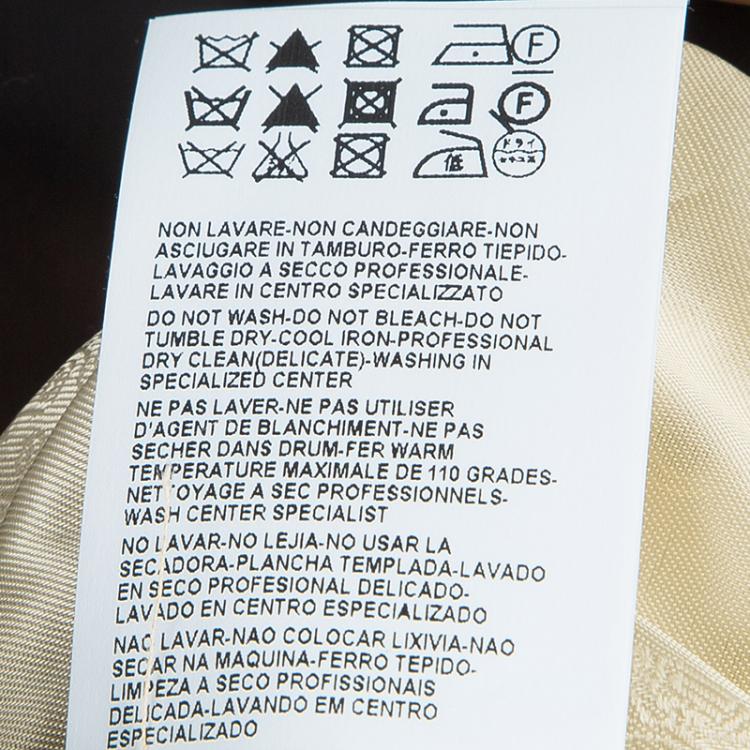 F
F
低 ドライ
NON LAVARE-NON CANDEGGIARE-NON
ASCIUGARE IN TAMBURO-FERRO TIEPIDO-
LAVAGGIO A SECCO PROFESSIONALE-
LAVARE IN CENTRO SPECIALIZZATO
DO NOT WASH-DO NOT BLEACH-DO NOT
TUMBLE DRY-COOL IRON-PROFESSIONAL
DRY CLEAN(DELICATE)-WASHING IN
SPECIALIZED CENTER
NE PAS LAVER-NE PAS UTILISER
D'AGENT DE BLANCHIMENT-NE PAS
SECHER DANS DRUM-FER WARM
TEMPERATURE MAXIMALE DE 110 GRADES-
NETTOYAGE A SEC PROFESSIONNELS-
WASH CENTER SPECIALIST
NO LAVAR-NO LEJIA-NO USAR LA
SECADORA-PLANCHA TEMPLADA-LAVADO
EN SECO PROFESIONAL DELICADO-
LAVADO EN CENTRO ESPECIALIZADO
NAO LAVAR-NAO COLOCAR LIXIVIA-NAO
SECAR NA MAQUINA-FERRO TEPIDO-
LIMPEZA A SECO PROFISSIONAIS
DELICADA-LAVANDO EM CENTRO
ESPECIALIZADO